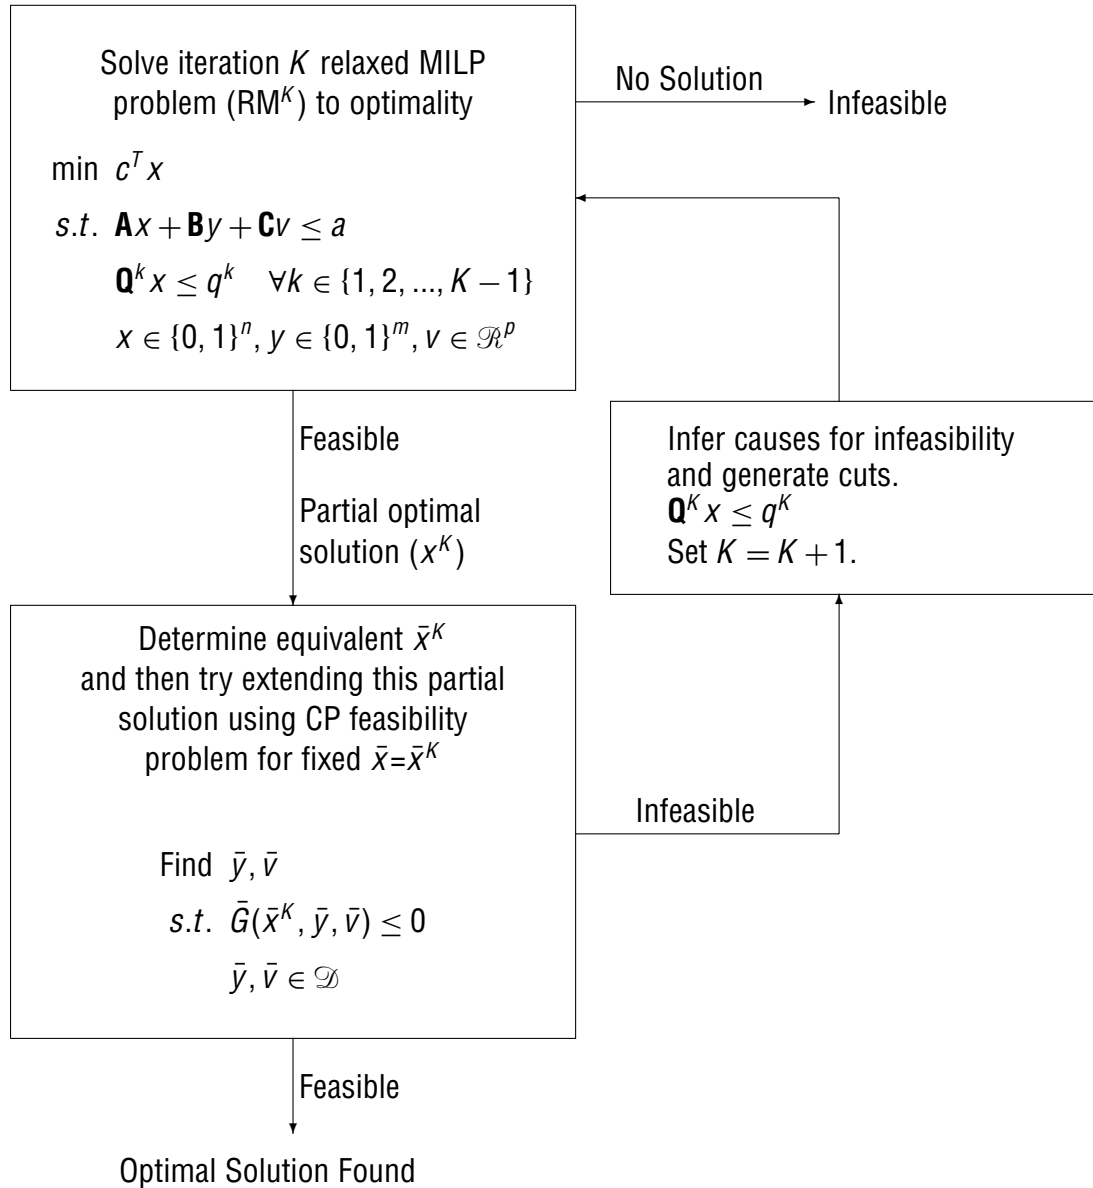 Solve iteration K relaxed MILP
problem (RM^K) to optimality
min c^T x
s.t. Ax + By + Cv ≤ a
Q^k x ≤ q^k ∀k ∈ {1, 2, ..., K − 1}
x ∈ {0, 1}^n, y ∈ {0, 1}^m, v ∈ ℛ^p
No Solution
Infeasible
Feasible
Partial optimal
solution (x^K)
Infer causes for infeasibility
and generate cuts.
Q^K x ≤ q^K
Set K = K + 1.
Determine equivalent x̄^K
and then try extending this partial
solution using CP feasibility
problem for fixed x̄=x̄^K
Find ȳ, v̄
s.t. Ḡ(x̄^K, ȳ, v̄) ≤ 0
ȳ, v̄ ∈ 𝒟
Infeasible
Feasible
Optimal Solution Found